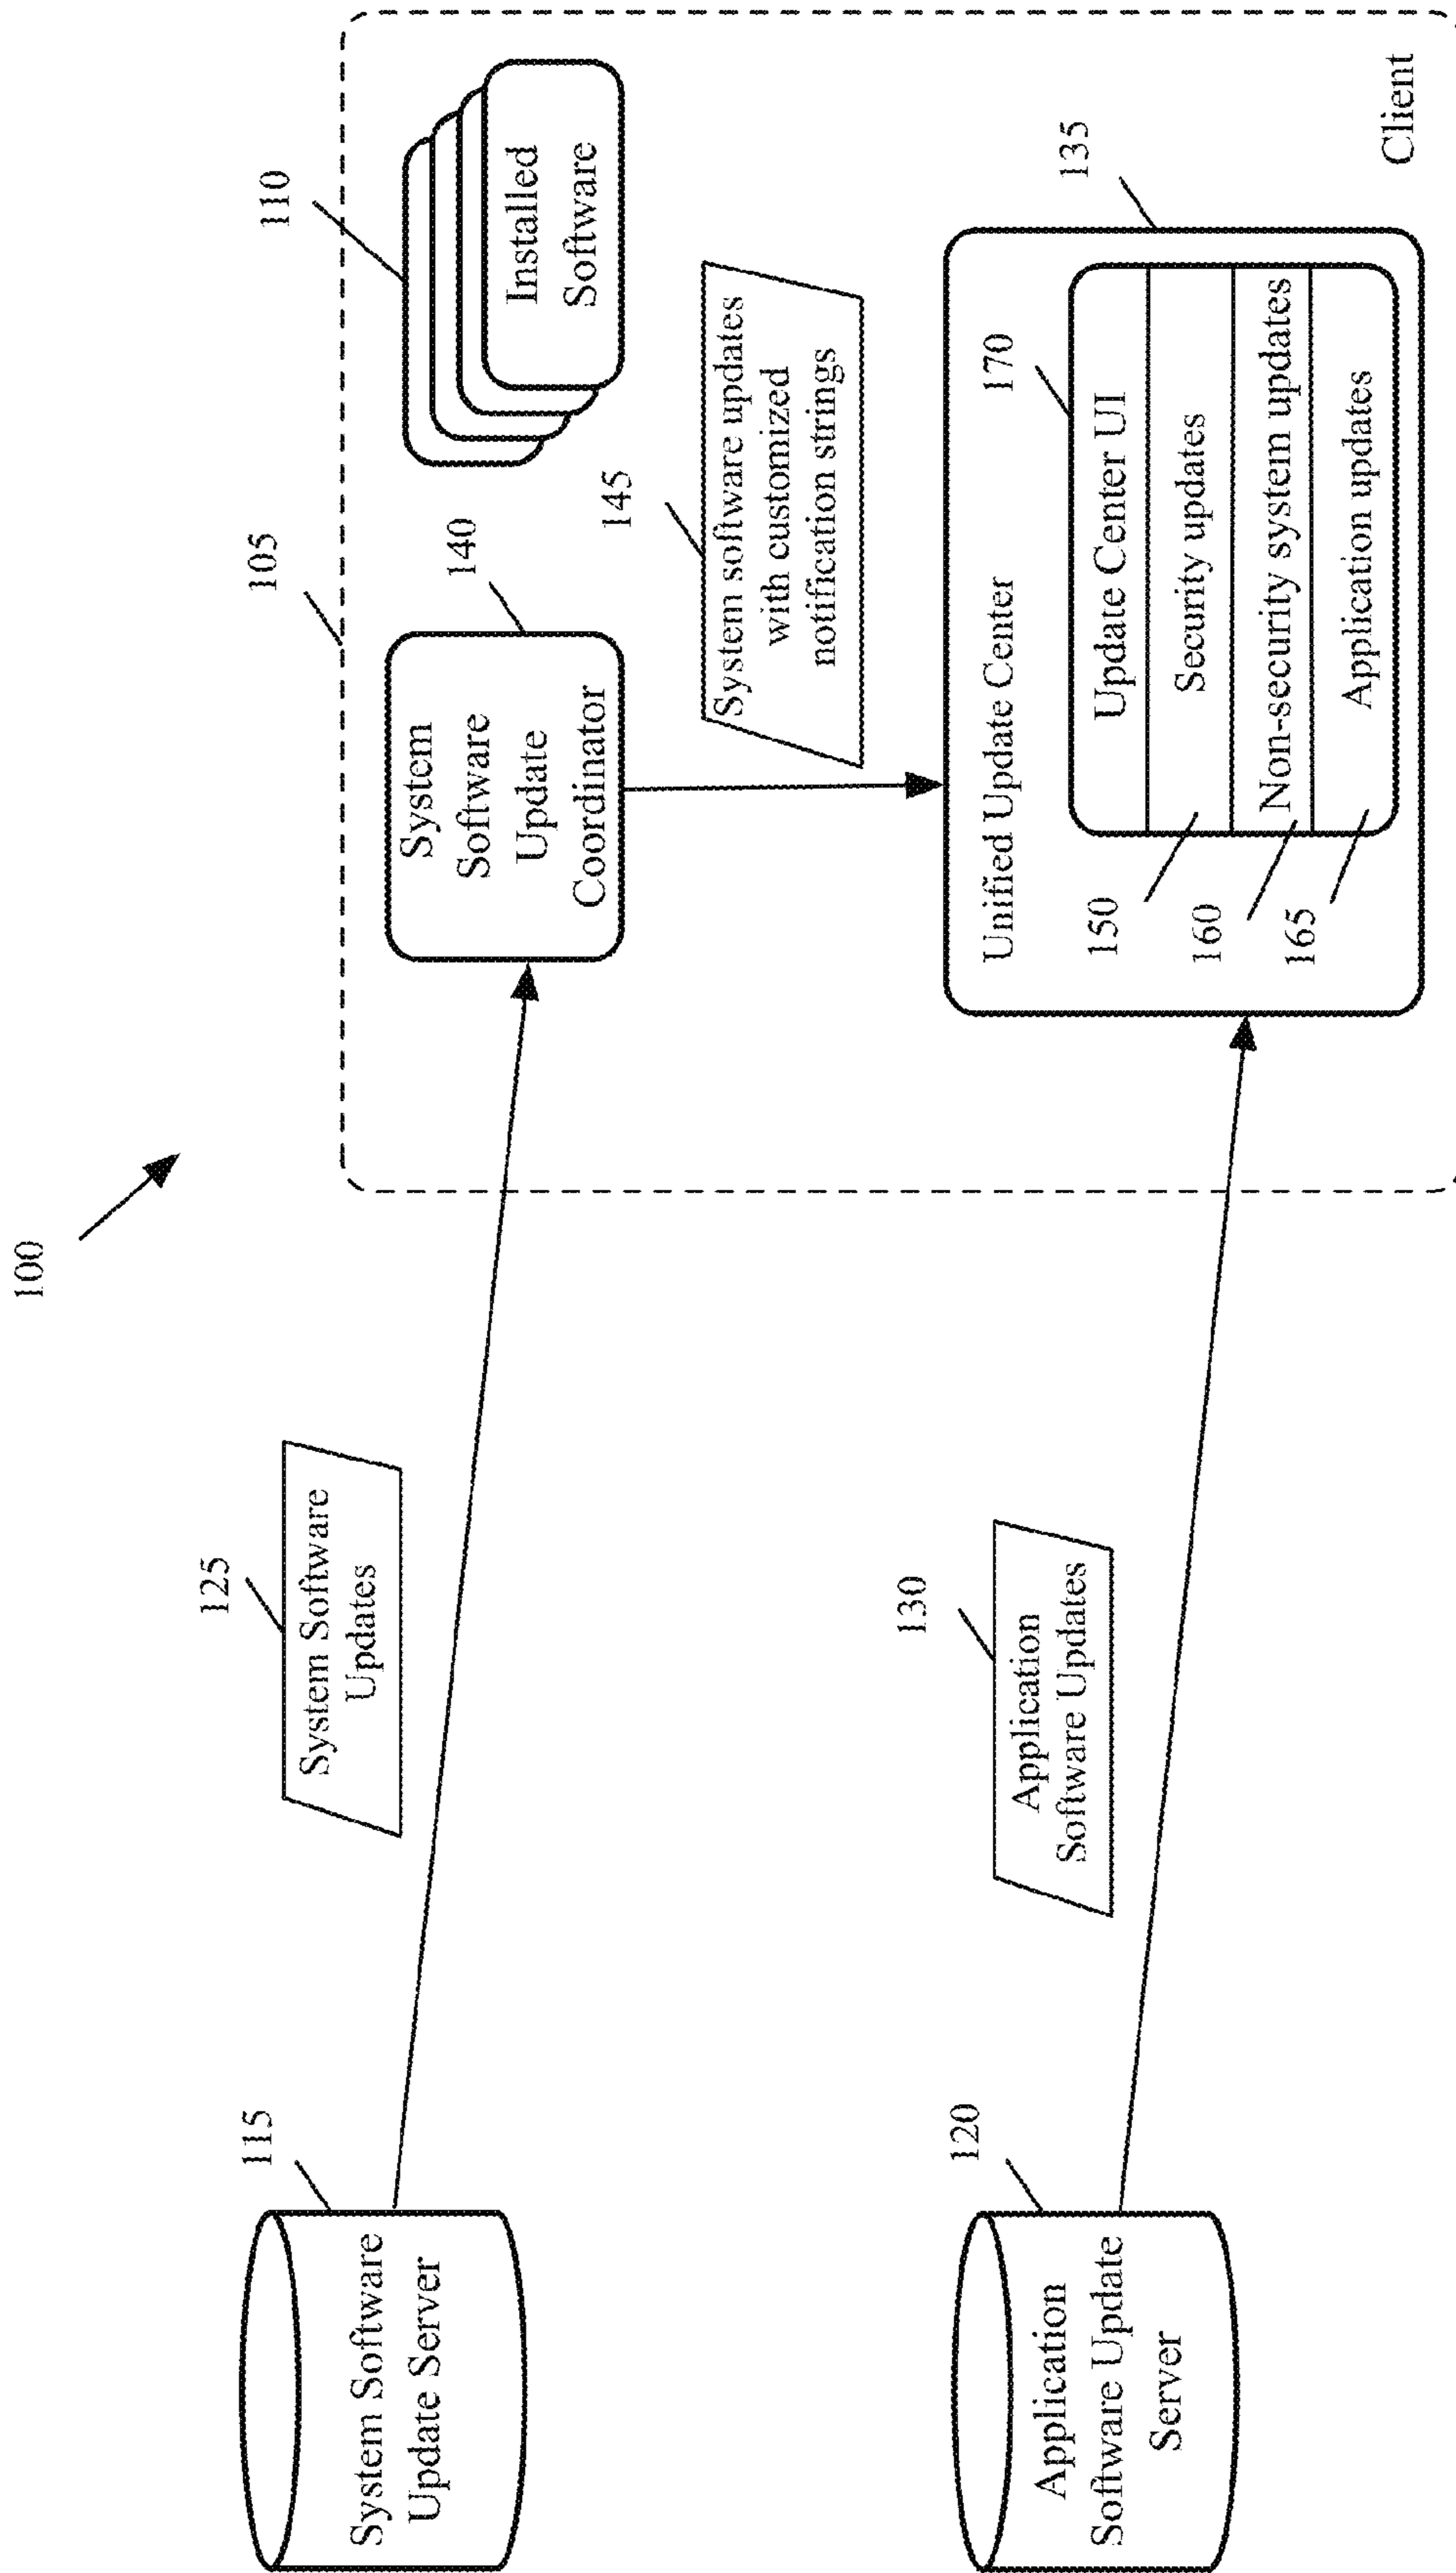 100
115
System Software
Update Server
125
System Software
Updates
105
140
System
Software
Update
Coordinator
110
Installed
Software
145
System software updates
with customized
notification strings
120
Application
Software Update
Server
130
Application
Software Updates
135
Unified Update Center
170
Update Center UI
150
Security updates
160
Non-security system updates
165
Application updates
Client